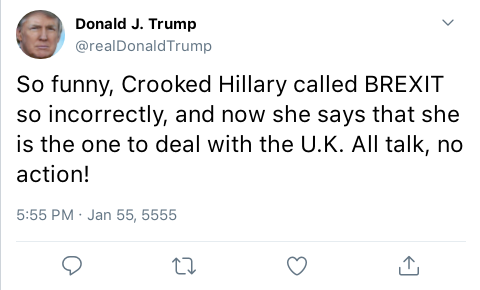 Donald J. Trump
@realDonaldTrump
So funny, Crooked Hillary called BREXIT
so incorrectly, and now she says that she
is the one to deal with the U.K. All talk, no
action!
5:55 PM · Jan 55, 5555